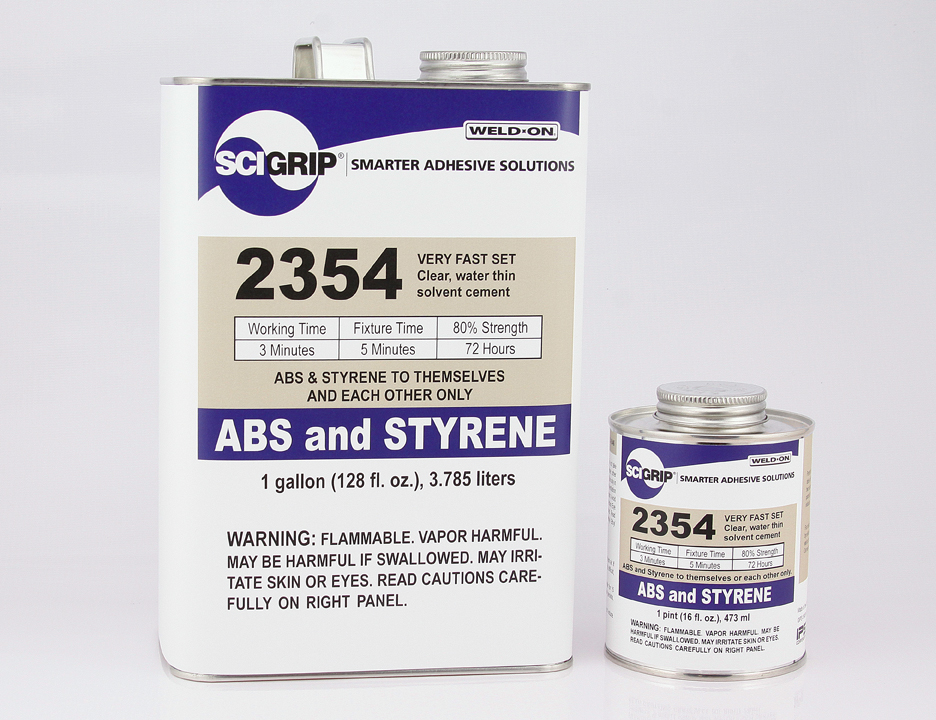 WELD-ON®
SCIGRIP® SMARTER ADHESIVE SOLUTIONS
2354
VERY FAST SET
Clear, water thin
solvent cement
Working Time Fixture Time 80% Strength
3 Minutes 5 Minutes 72 Hours
ABS & STYRENE TO THEMSELVES
AND EACH OTHER ONLY
ABS and STYRENE
1 gallon (128 fl. oz.), 3.785 liters
WARNING: FLAMMABLE. VAPOR HARMFUL.
MAY BE HARMFUL IF SWALLOWED. MAY IRRI-
TATE SKIN OR EYES. READ CAUTIONS CARE-
FULLY ON RIGHT PANEL.
WELD-ON
SCIGRIP SMARTER ADHESIVE SOLUTIONS
2354
VERY FAST SET
Clear, water thin
solvent cement
Working Time Fixture Time 80% Strength
3 Minutes 5 Minutes 72 Hours
ABS and Styrene to themselves or each other only.
ABS and STYRENE
1 pint (16 fl. oz.), 473 ml
WARNING: FLAMMABLE. VAPOR HARMFUL. MAY BE
HARMFUL IF SWALLOWED. MAY IRRITATE SKIN OR EYES.
READ CAUTIONS CAREFULLY ON RIGHT PANEL.